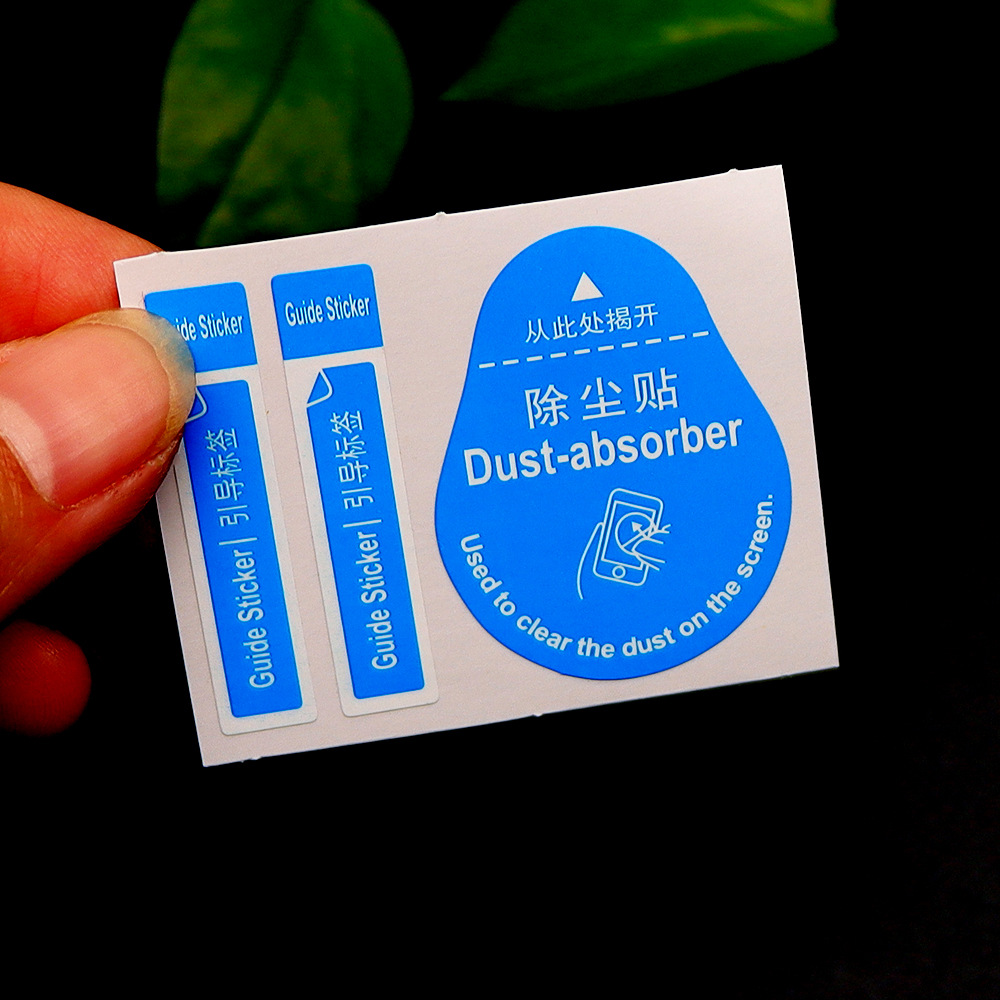 Guide Sticker
Guide Sticker
Guide Sticker | 引导标签
Guide Sticker | 引导标签
从此处揭开
除尘贴
Dust-absorber
Used to clear the dust on the screen.